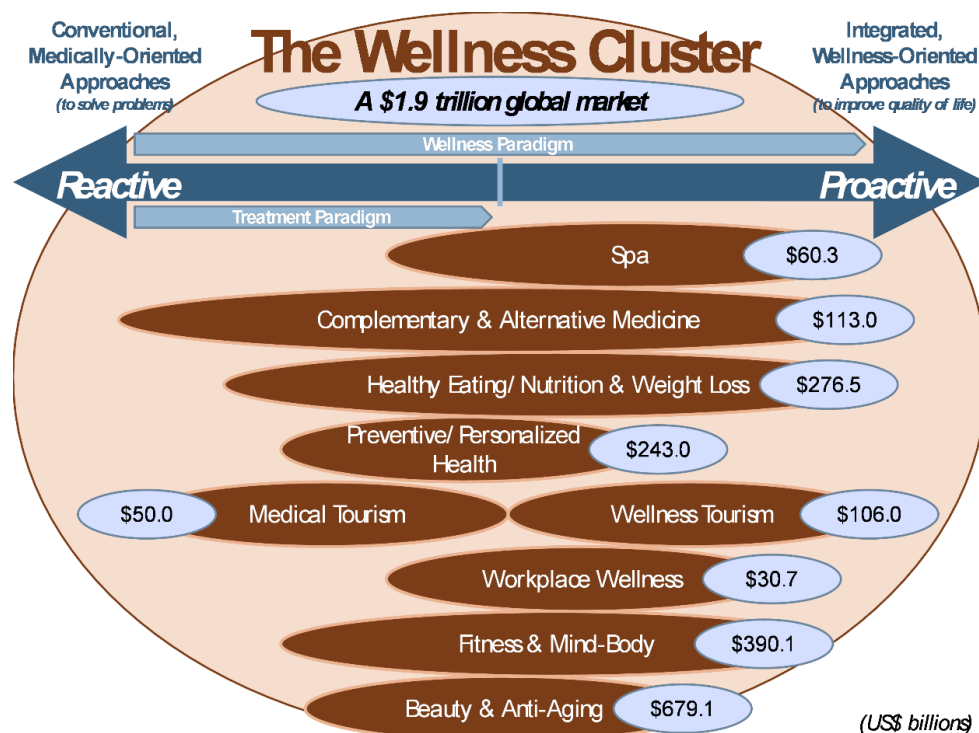 Conventional,
Medically-Oriented
Approaches
(to solve problems)
The Wellness Cluster
A $1.9 trillion global market
Integrated,
Wellness-Oriented
Approaches
(to improve quality of life)
Wellness Paradigm
Reactive
Proactive
Treatment Paradigm
Spa
$60.3
Complementary & Alternative Medicine
$113.0
Healthy Eating/ Nutrition & Weight Loss
$276.5
Preventive/ Personalized
Health
$243.0
$50.0
Medical Tourism
Wellness Tourism
$106.0
Workplace Wellness
$30.7
Fitness & Mind-Body
$390.1
Beauty & Anti-Aging
$679.1
(US$ billions)